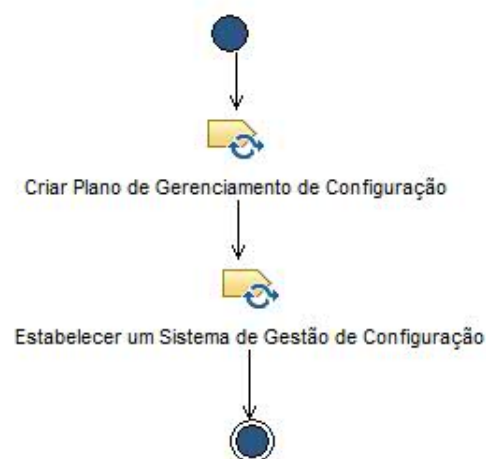 Criar Plano de Gerenciamento de Configuração
Estabelecer um Sistema de Gestão de Configuração